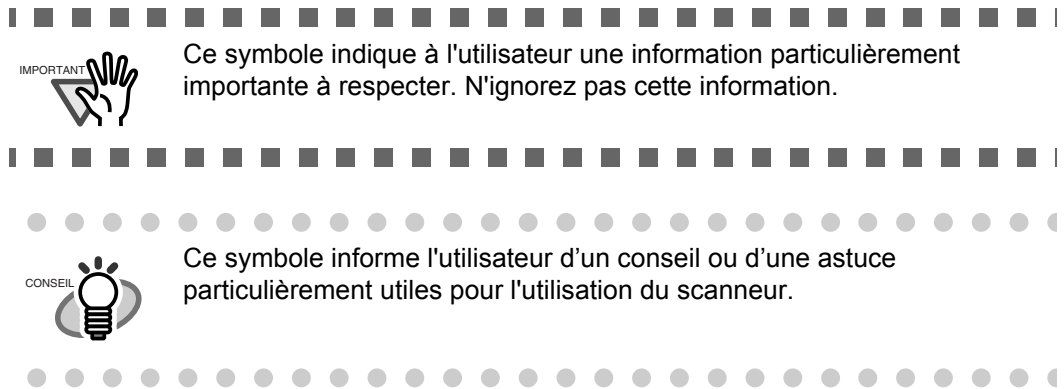 IMPORTANT
Ce symbole indique à l'utilisateur une information particulièrement
importante à respecter. N'ignorez pas cette information.
CONSEIL
Ce symbole informe l'utilisateur d’un conseil ou d’une astuce
particulièrement utiles pour l'utilisation du scanneur.